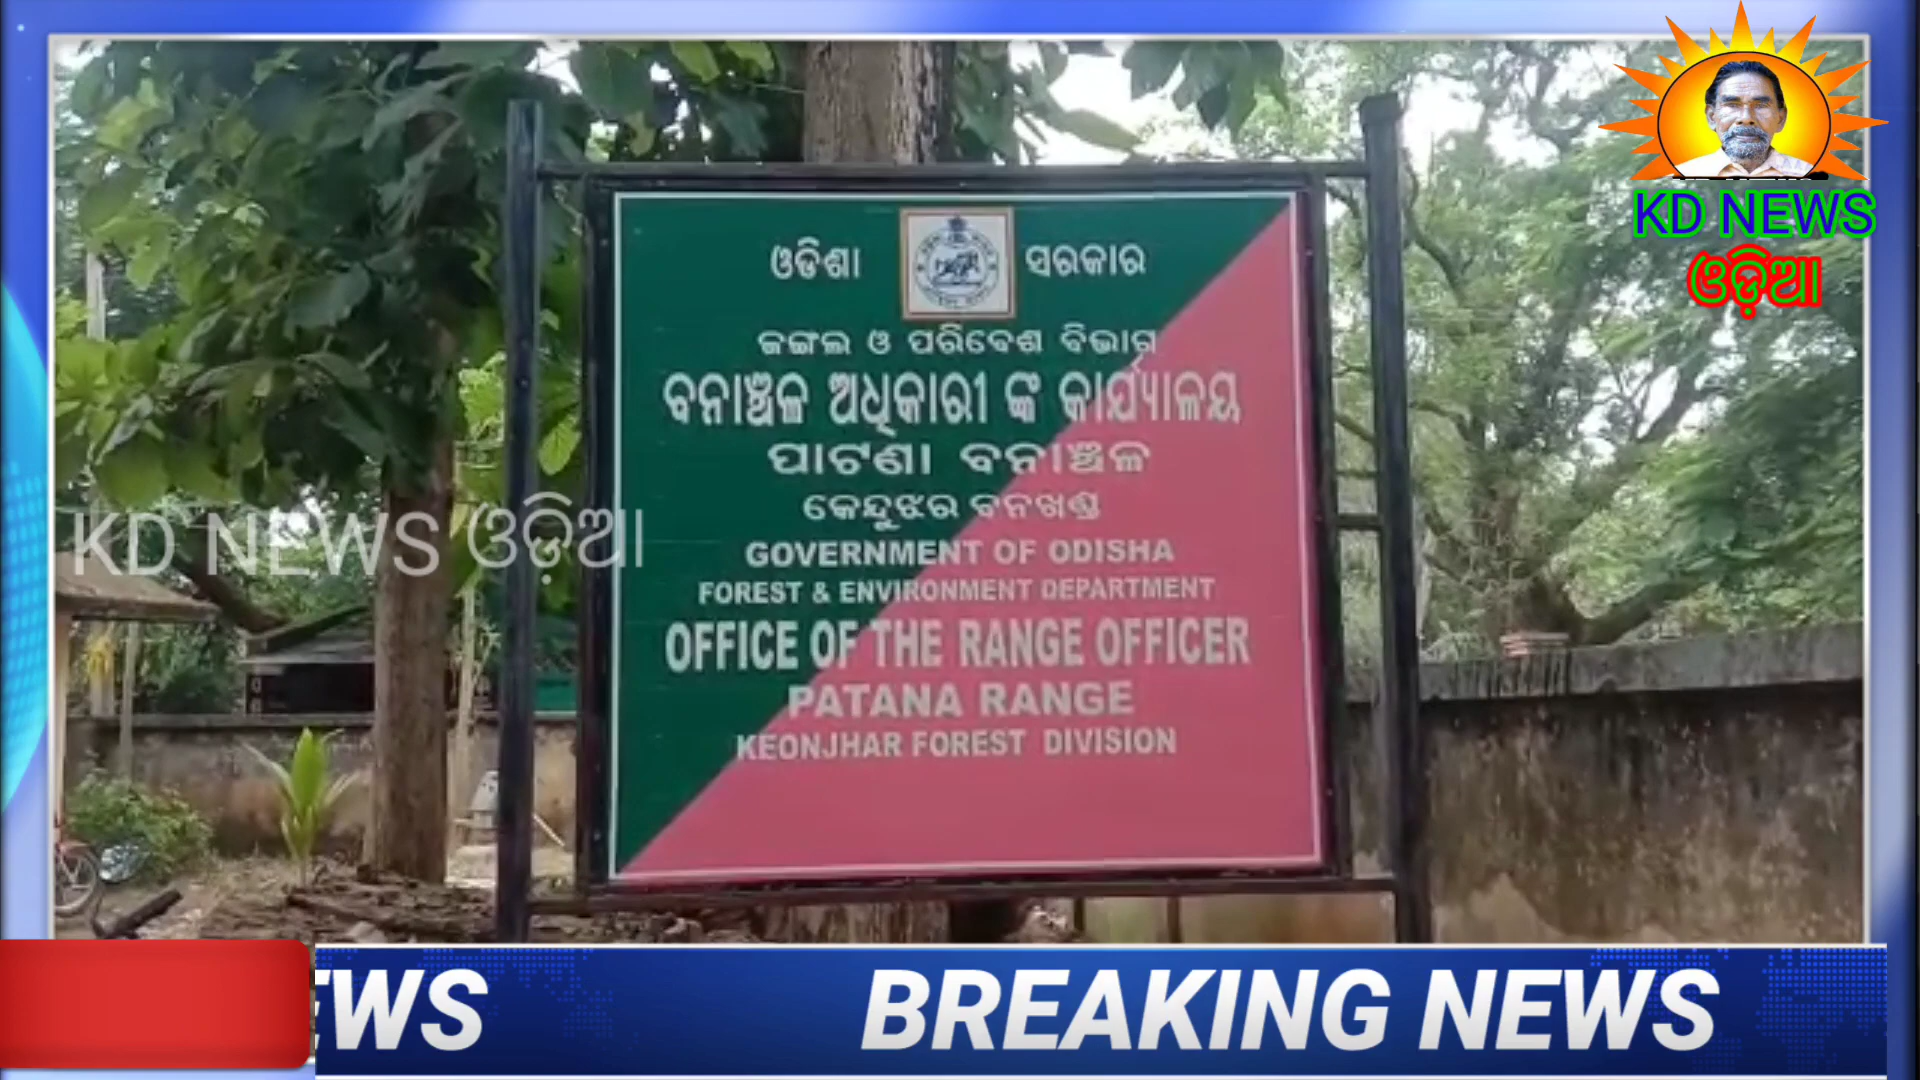 KD NEWS
ଓଡ଼ିଆ
ଓଡିଶା ସରକାର
ଜଙ୍ଗଲ ଓ ପରିବେଶ ବିଭାଗ
ବନାଞ୍ଚଳ ଅଧିକାରୀ ଙ୍କ କାର୍ଯ୍ୟାଳୟ
ପାଟଣା ବନାଞ୍ଚଳ
କେନ୍ଦୁଝର ବନଖଣ୍ଡ
GOVERNMENT OF ODISHA
FOREST & ENVIRONMENT DEPARTMENT
OFFICE OF THE RANGE OFFICER
PATANA RANGE
KEONJHAR FOREST DIVISION
KD NEWS ଓଡ଼ିଆ
EWS BREAKING NEWS